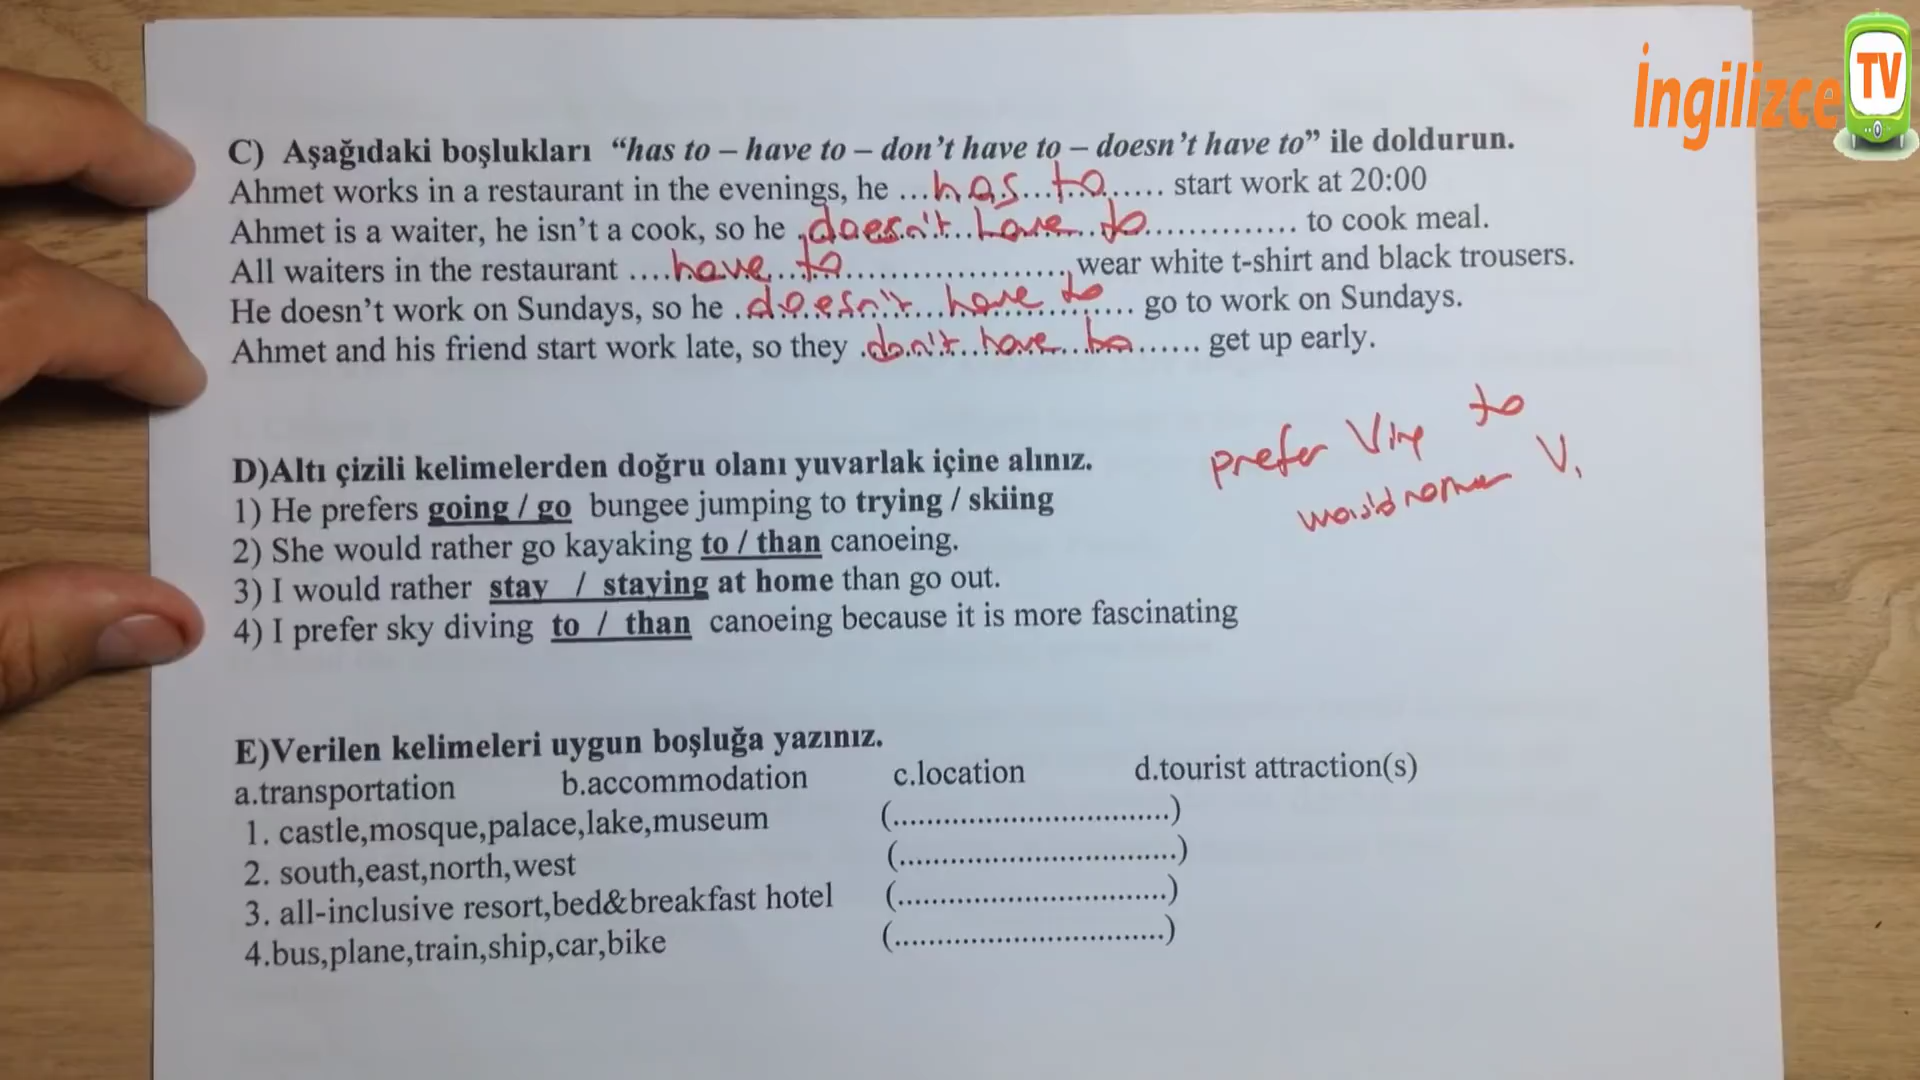 İngilizce TV
C) Aşağıdaki boşlukları “has to – have to – don’t have to – doesn’t have to” ile doldurun.
Ahmet works in a restaurant in the evenings, he ...has to...... start work at 20:00
Ahmet is a waiter, he isn’t a cook, so he .doesn't have to.............. to cook meal.
All waiters in the restaurant ....have to......................, wear white t-shirt and black trousers.
He doesn’t work on Sundays, so he .doesn't have to.... go to work on Sundays.
Ahmet and his friend start work late, so they .don't have to...... get up early.
prefer Ving to
would V1
D)Altı çizili kelimelerden doğru olanı yuvarlak içine alınız.
1) He prefers going / go bungee jumping to trying / skiing
2) She would rather go kayaking to / than canoeing.
3) I would rather stay / staying at home than go out.
4) I prefer sky diving to / than canoeing because it is more fascinating
E)Verilen kelimeleri uygun boşluğa yazınız.
a.transportation b.accommodation c.location d.tourist attraction(s)
1. castle,mosque,palace,lake,museum (..................................)
2. south,east,north,west (..................................)
3. all-inclusive resort,bed&breakfast hotel (.................................)
4.bus,plane,train,ship,car,bike (.................................)